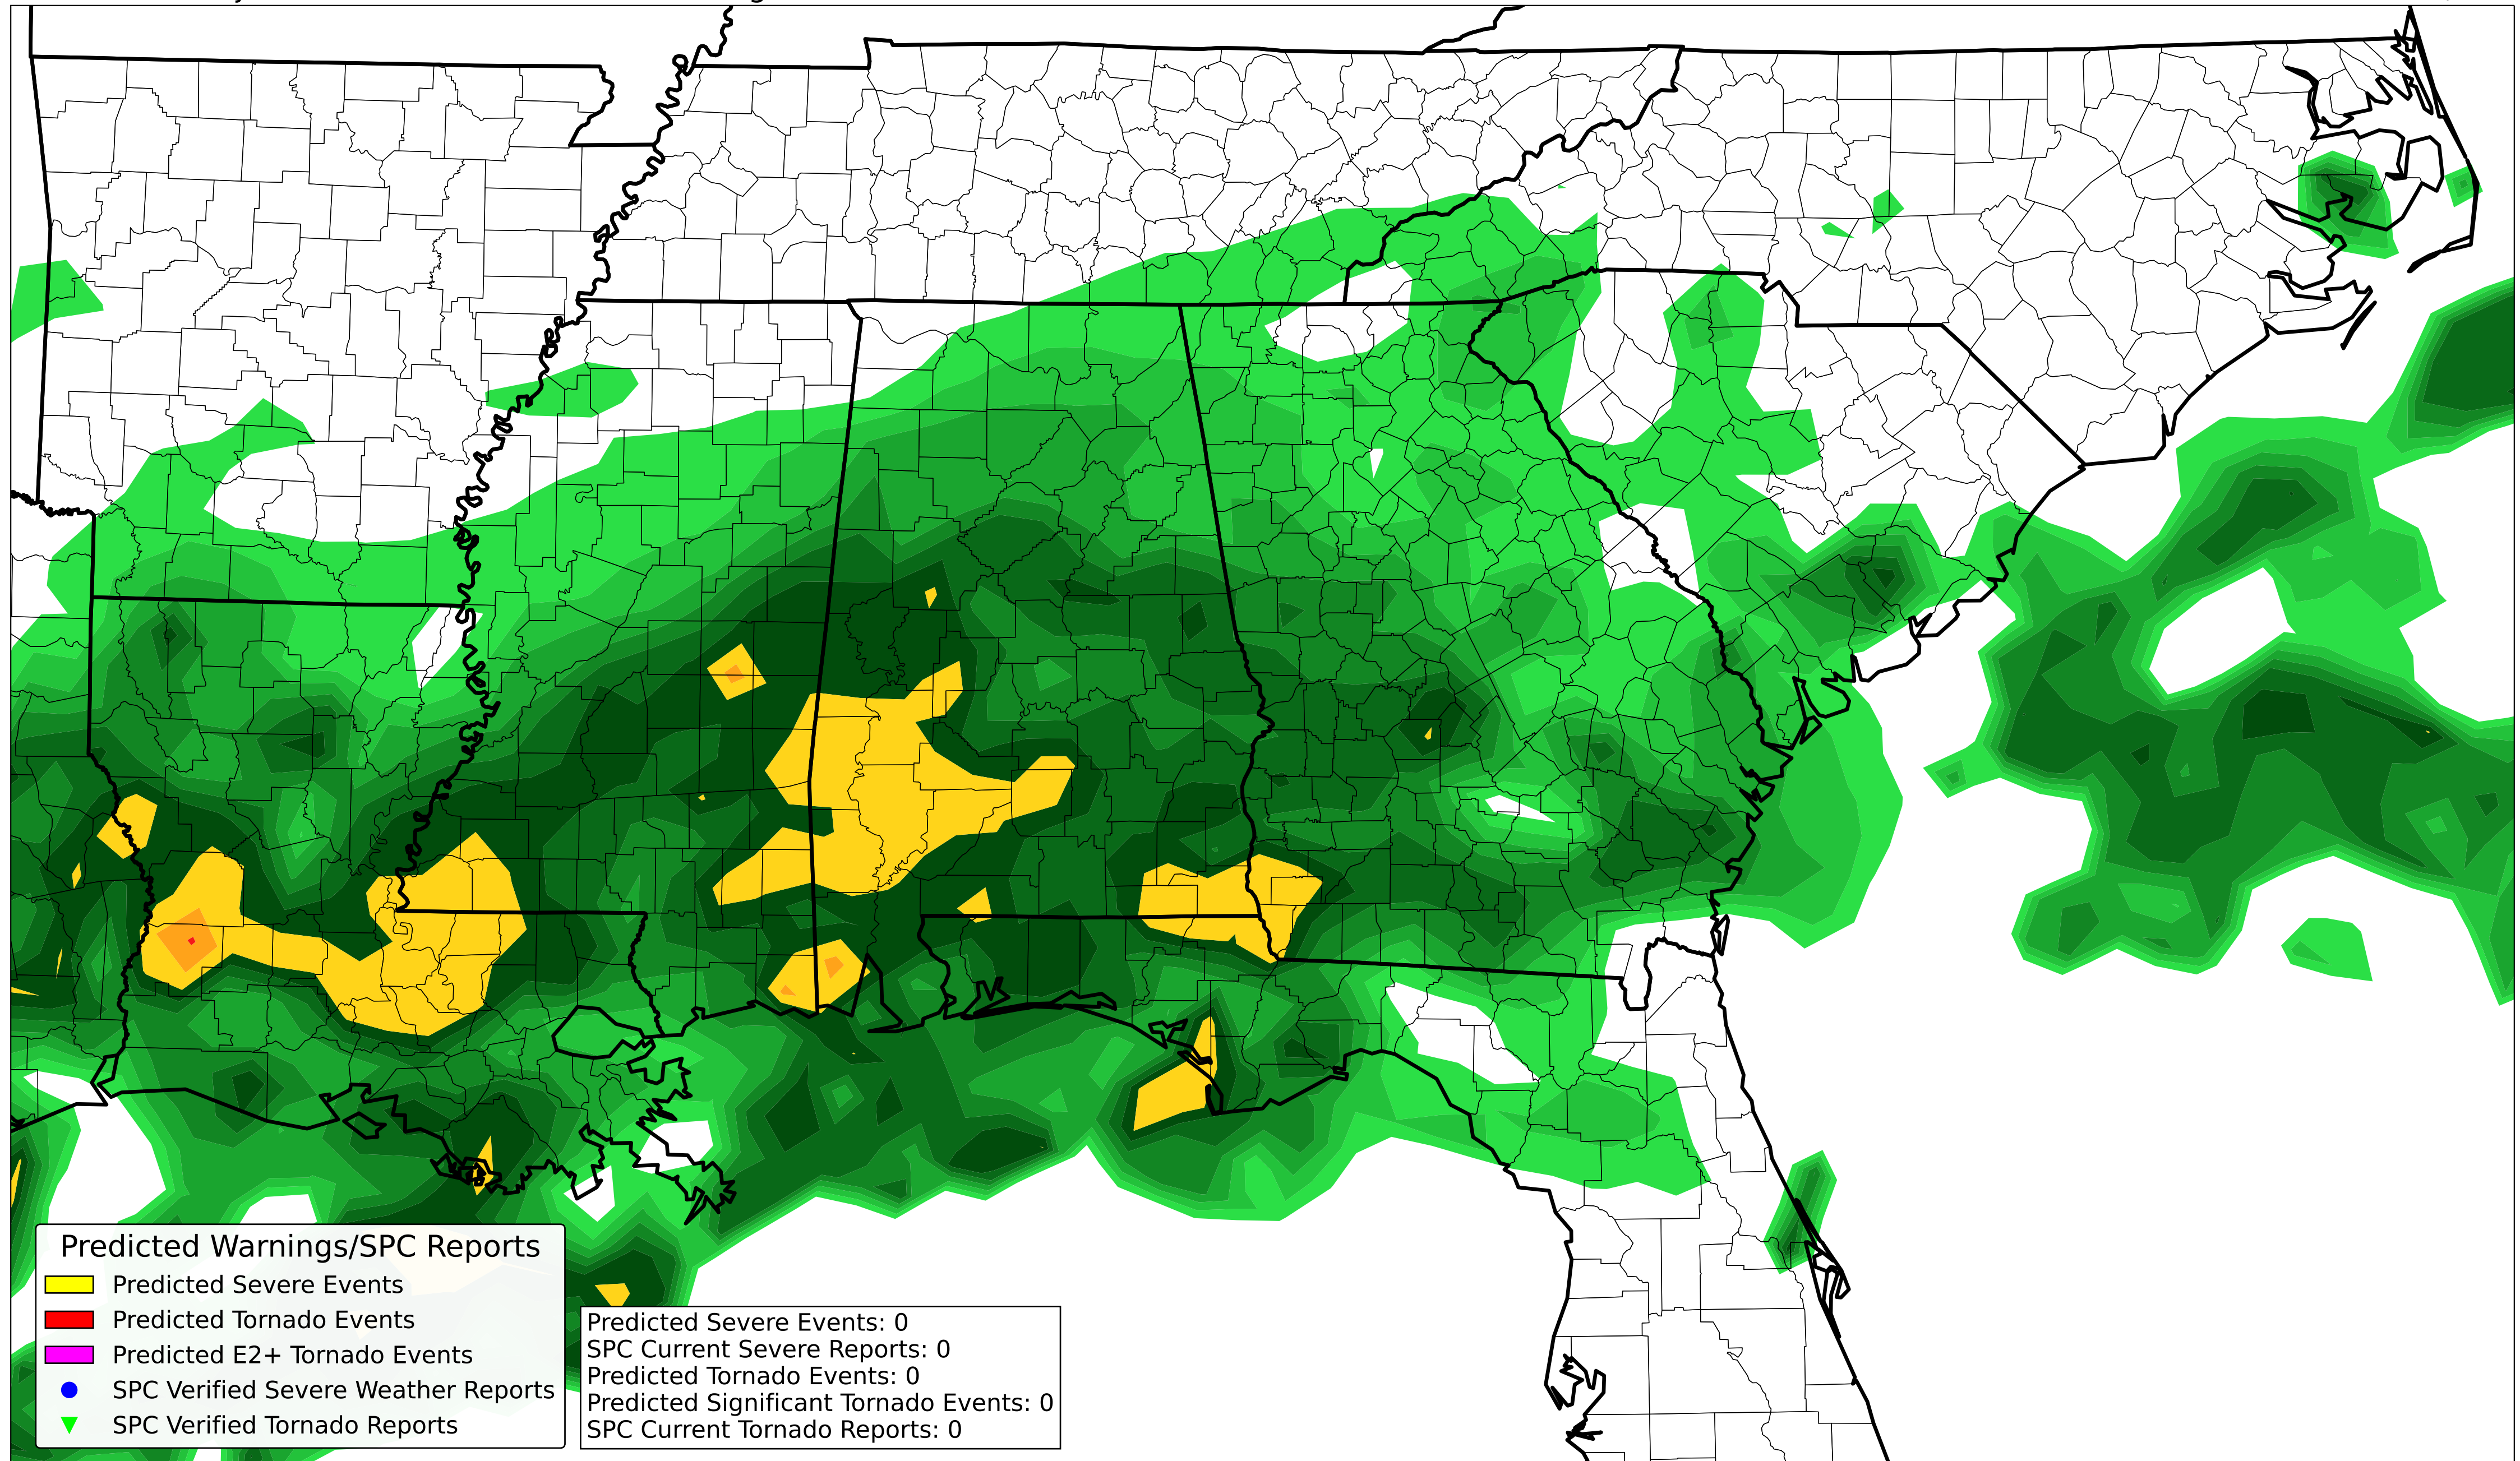 Predicted Warnings/SPC Reports
Predicted Severe Events
Predicted Tornado Events
Predicted E2+ Tornado Events
SPC Verified Severe Weather Reports
SPC Verified Tornado Reports
Predicted Severe Events: 0
SPC Current Severe Reports: 0
Predicted Tornado Events: 0
Predicted Significant Tornado Events: 0
SPC Current Tornado Reports: 0